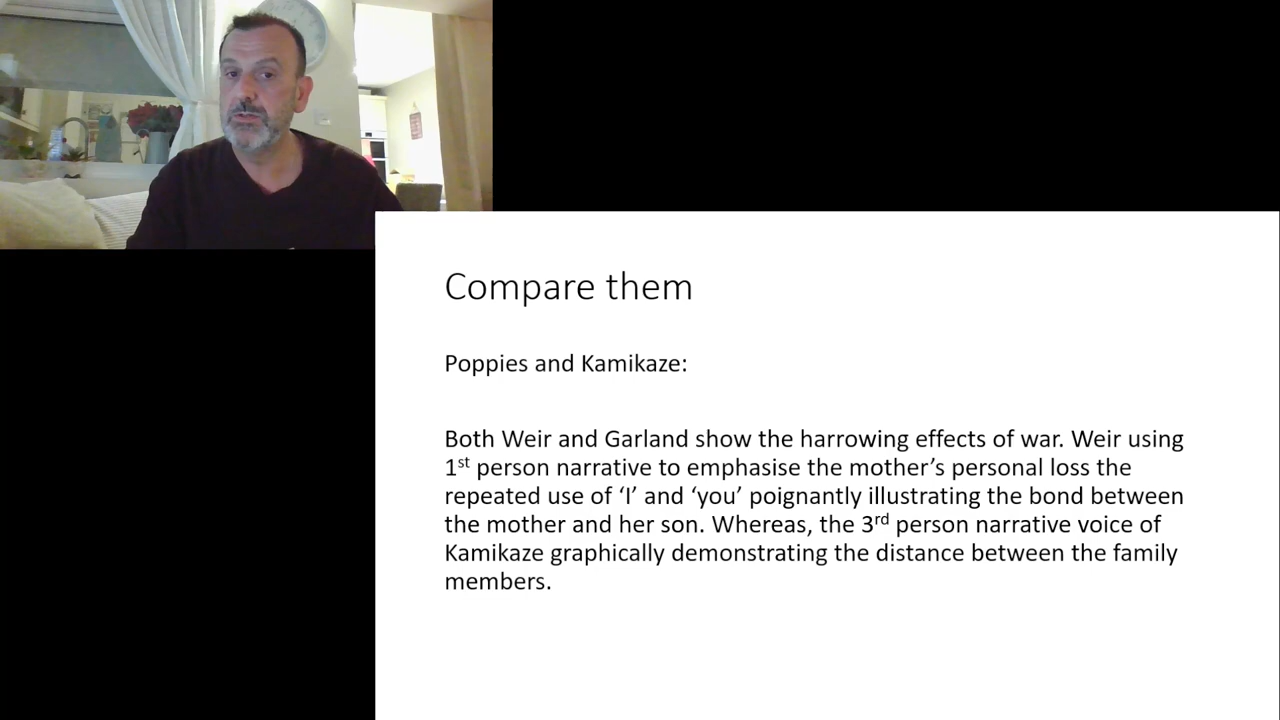 Compare them
Poppies and Kamikaze:
Both Weir and Garland show the harrowing effects of war. Weir using
1st person narrative to emphasise the mother’s personal loss the
repeated use of ‘I’ and ‘you’ poignantly illustrating the bond between
the mother and her son. Whereas, the 3rd person narrative voice of
Kamikaze graphically demonstrating the distance between the family
members.